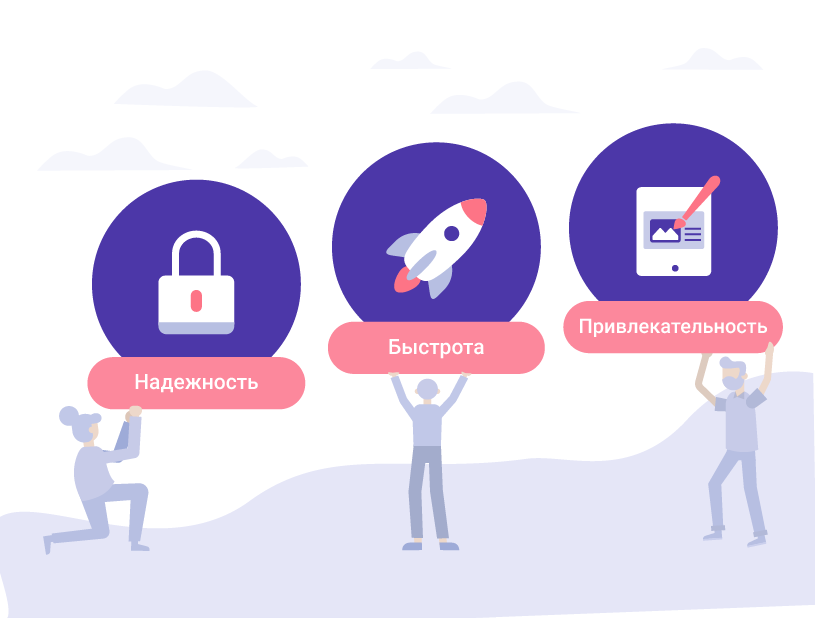 Надежность
Быстрота
Привлекательность